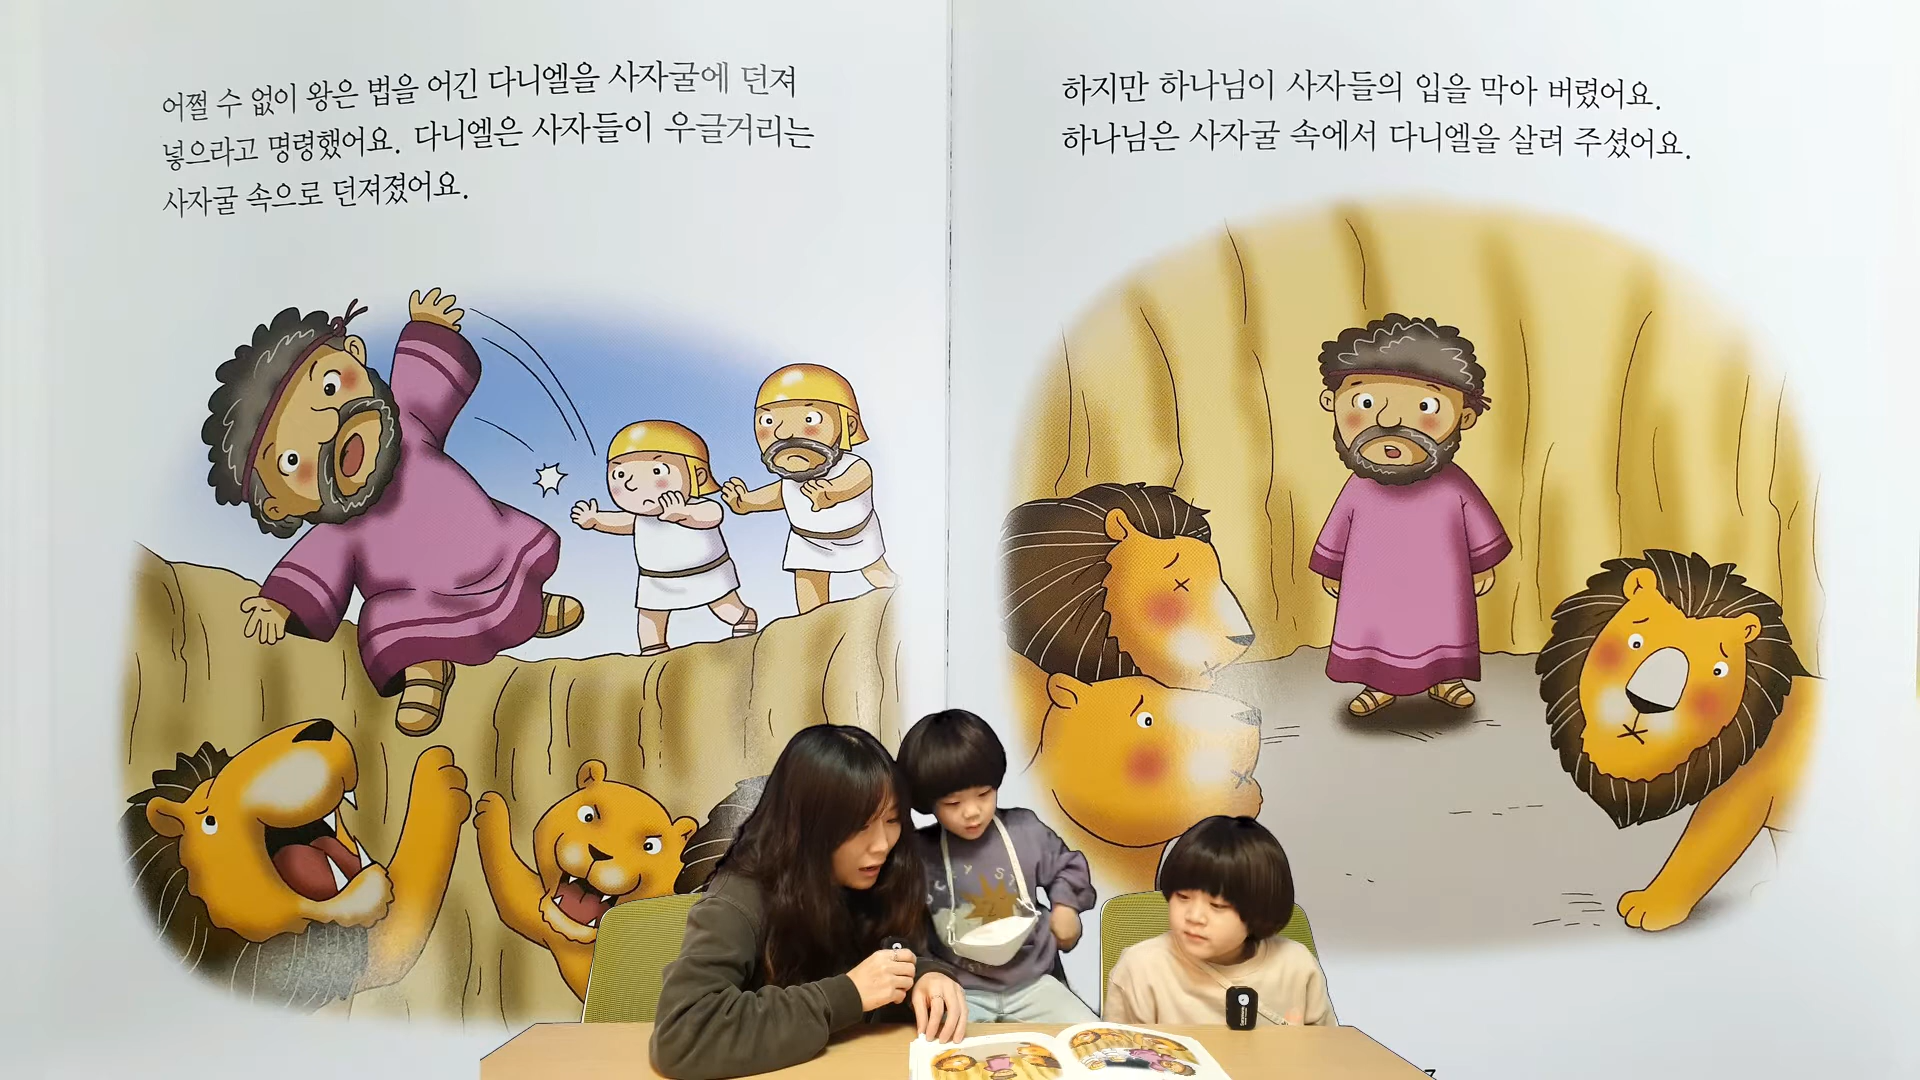 어쩔 수 없이 왕은 법을 어긴 다니엘을 사자굴에 던져
넣으라고 명령했어요. 다니엘은 사자들이 우글거리는
사자굴 속으로 던져졌어요.
하지만 하나님이 사자들의 입을 막아 버렸어요.
하나님은 사자굴 속에서 다니엘을 살려 주셨어요.